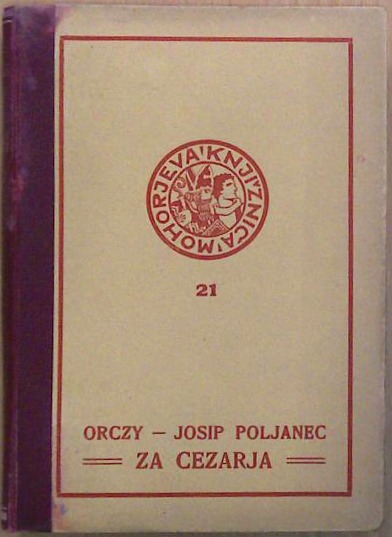 MOHORJEVA KNJIŽNICA
21
ORCZY — JOSIP POLJANEC
ZA CEZARJA